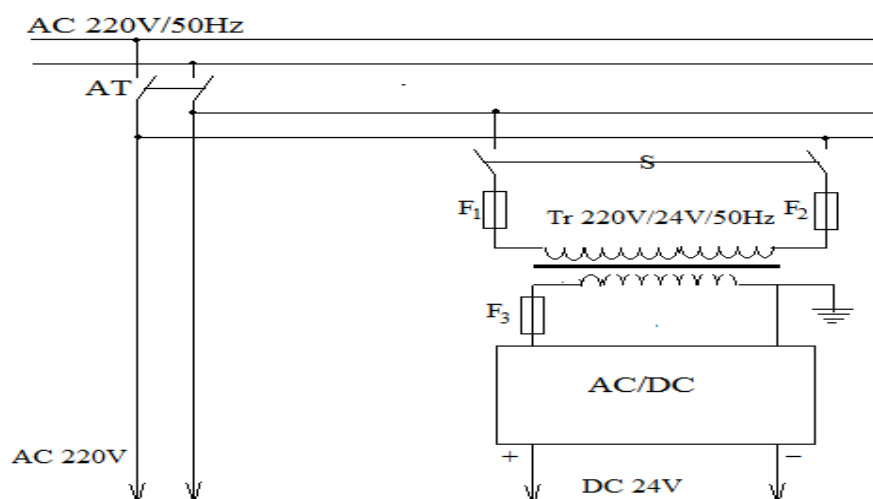 AC 220V/50Hz
AT
S
F₁
Tr 220V/24V/50Hz
F₂
F₃
AC/DC
AC 220V
+
−
DC 24V